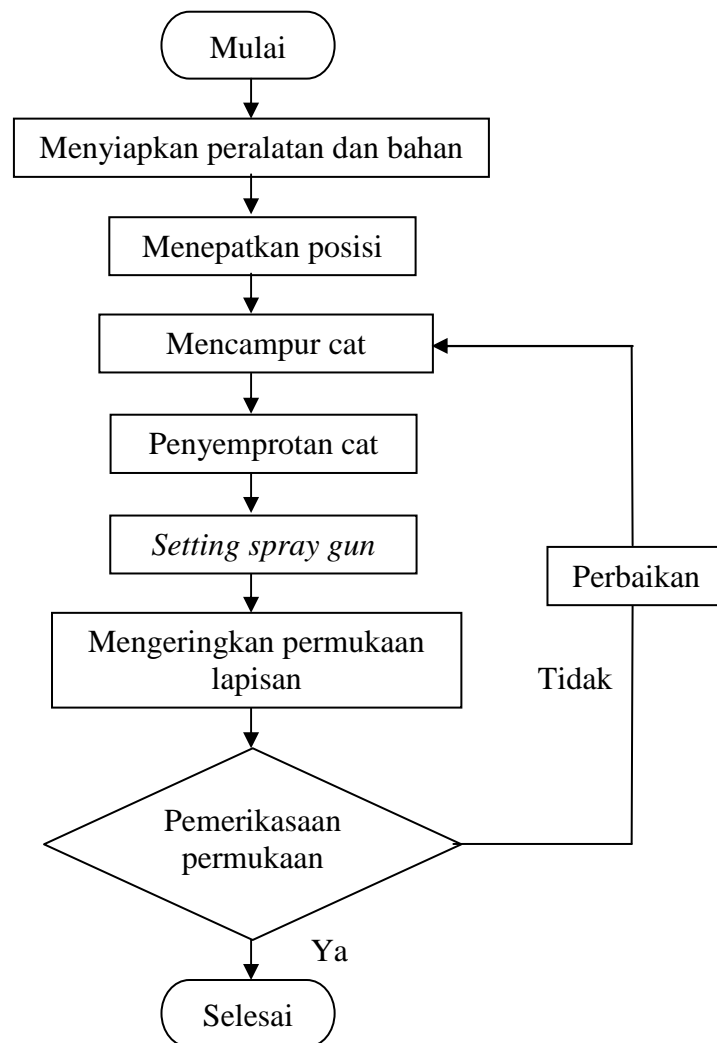 Mulai
Menyiapkan peralatan dan bahan
Menepatkan posisi
Mencampur cat
Penyemprotan cat
Setting spray gun
Perbaikan
Mengeringkan permukaan
lapisan
Tidak
Pemerikasaan
permukaan
Ya
Selesai